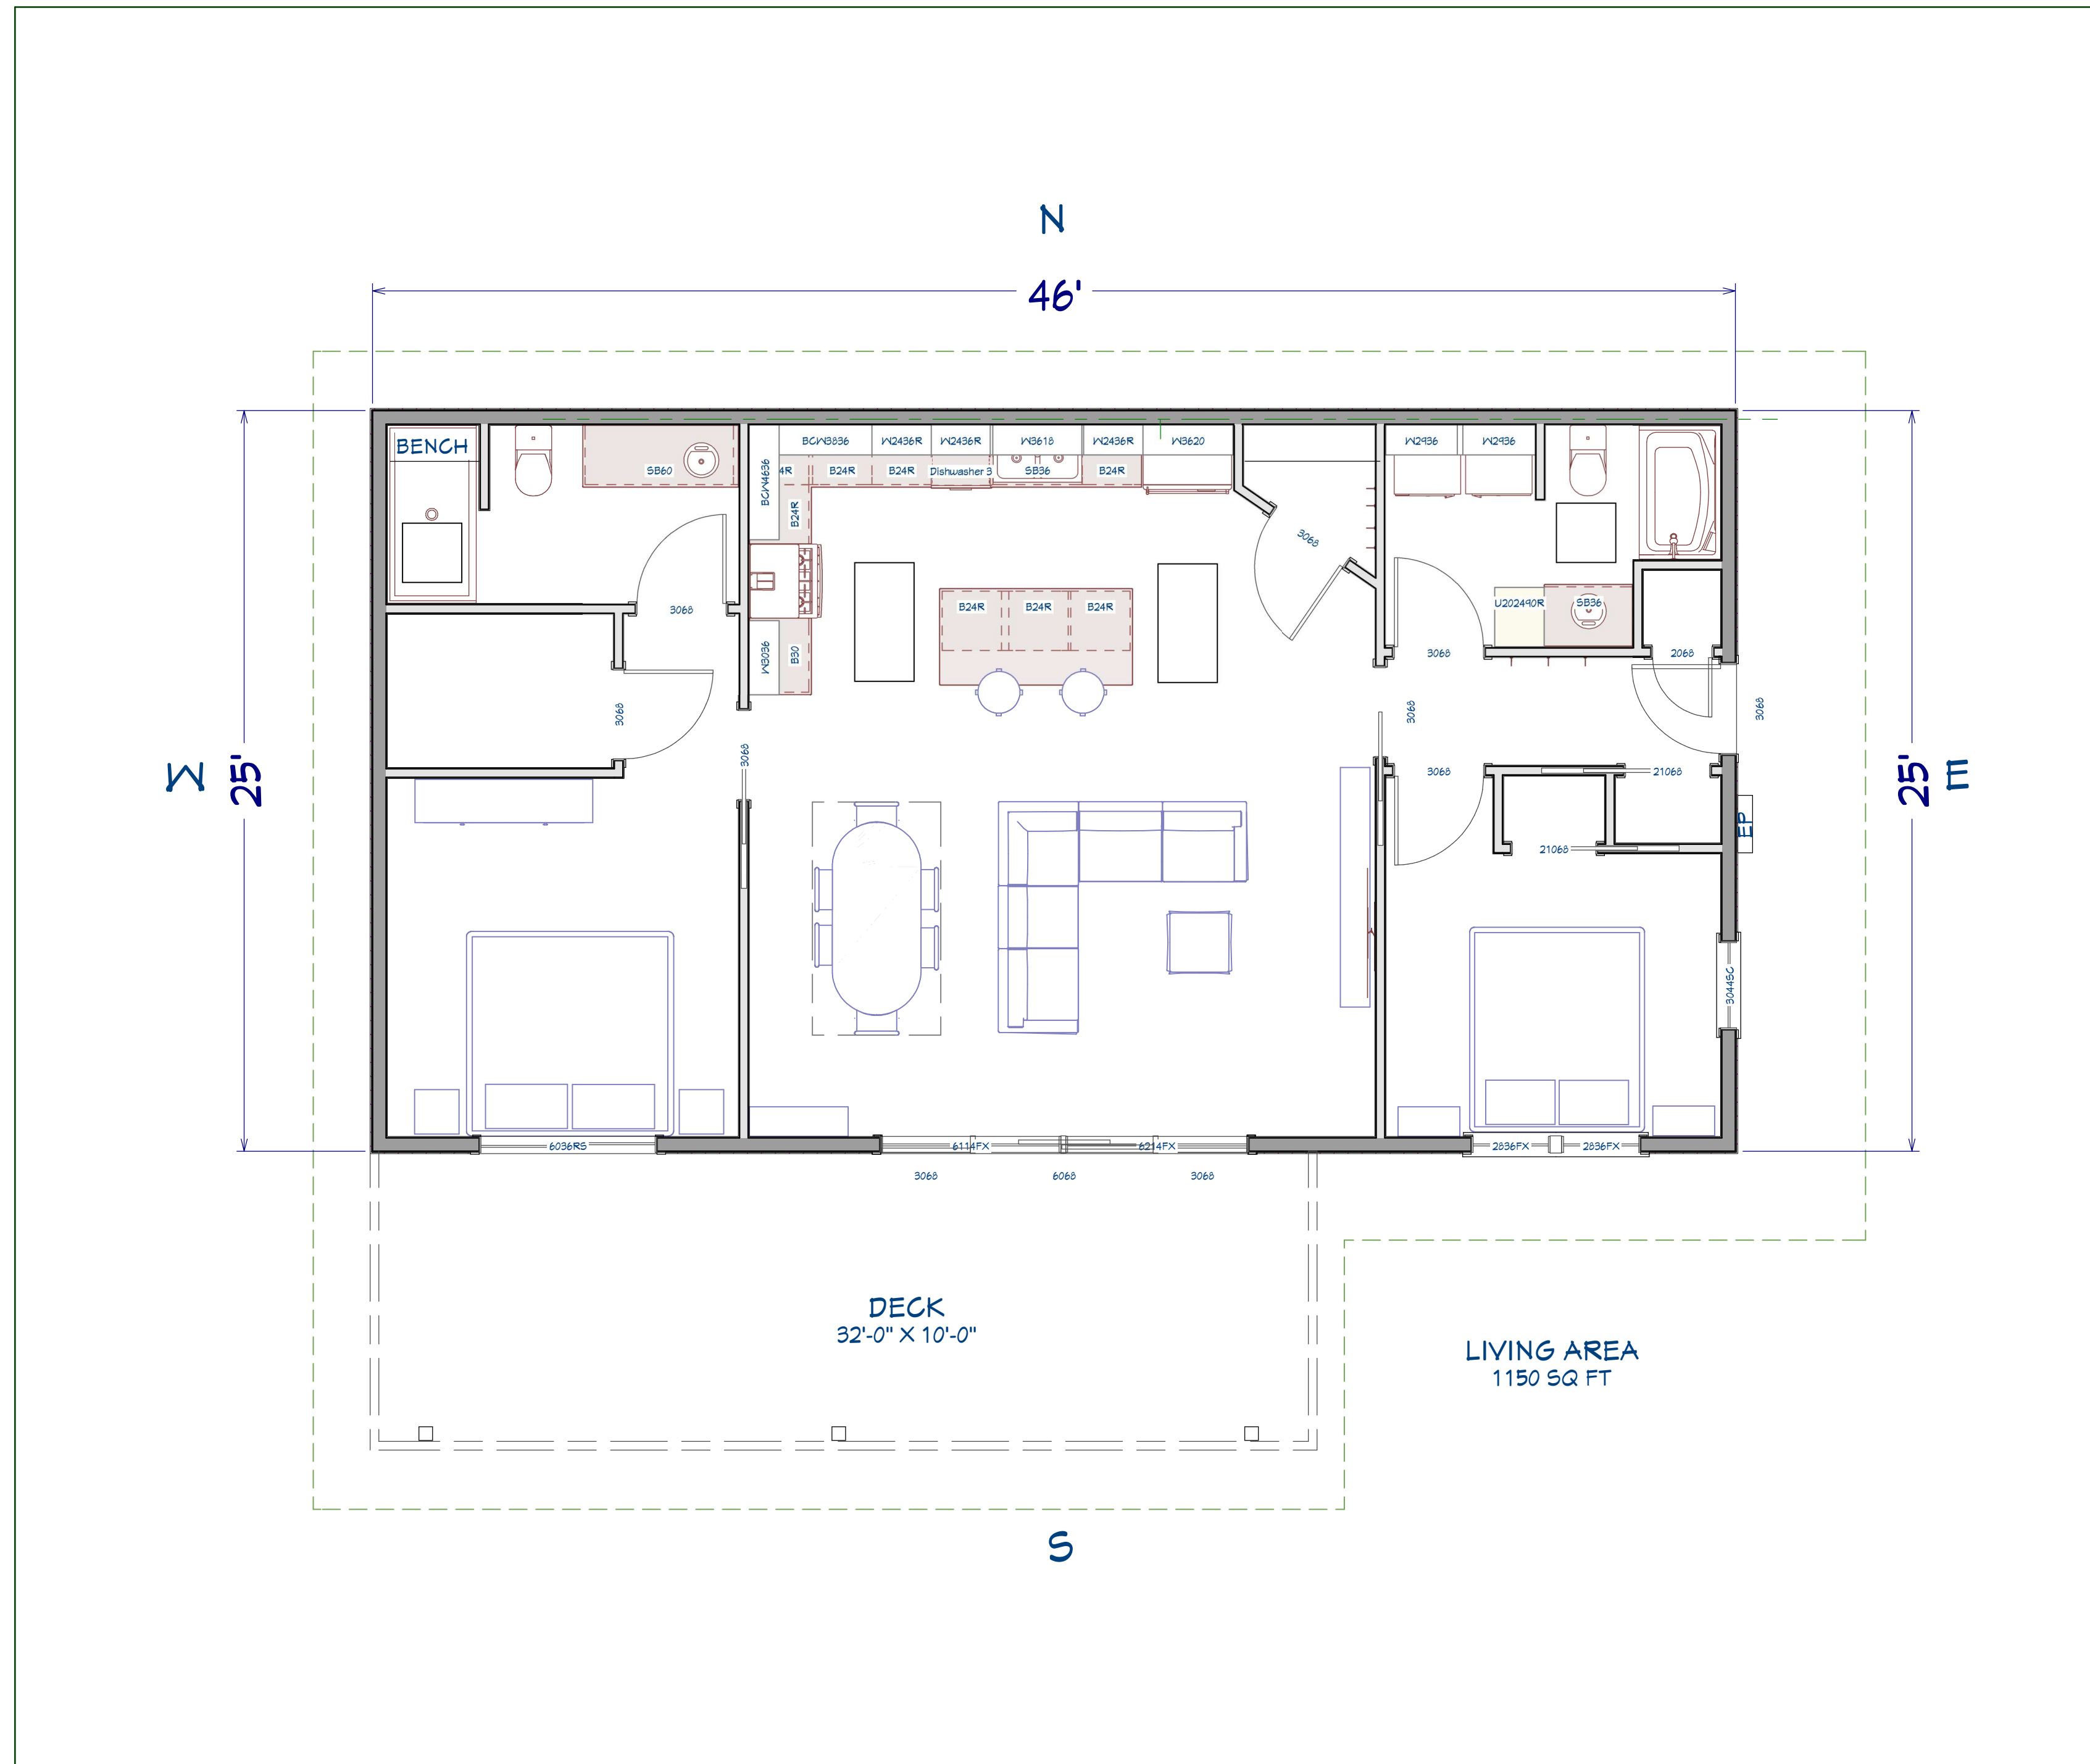 N
46'
BENCH
SB60
BCW4636
BCW3836
W2436R
W2436R
W3618
W2436R
W3620
W2936
W2936
4R
B24R
B24R
Dishwasher 3
SB36
B24R
B24R
3068
3068
W3036
B30
B24R
B24R
B24R
U202490R
SB36
3068
3068
2068
3068
3068
3068
3068
21068
W
25'
25'
E
EP
21068
3044SC
6036RS
6114FX
6214FX
2836FX
2836FX
3068
6068
3068
DECK
32'-0" X 10'-0"
LIVING AREA
1150 SQ FT
S